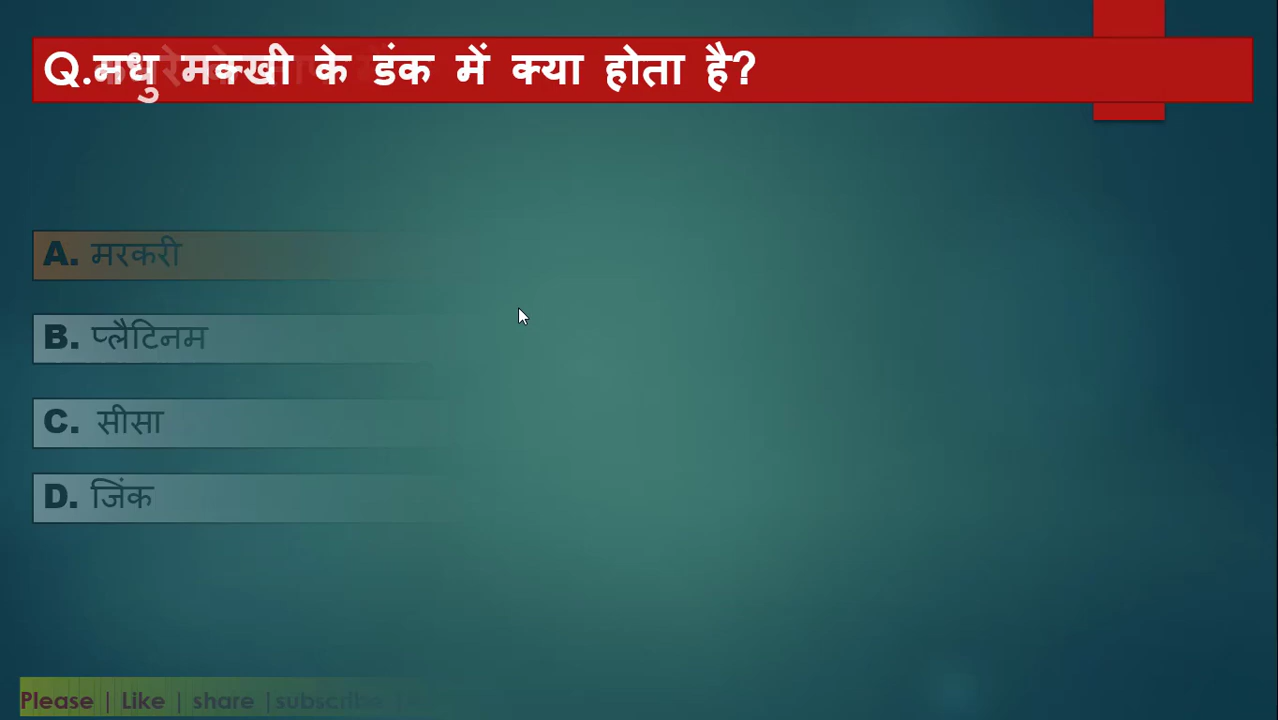 Q.मधु मक्खी के डंक में क्या होता है?
A. मरकरी
B. प्लैटिनम
C. सीसा
D. जिंक
Please | Like | share |subscribe |